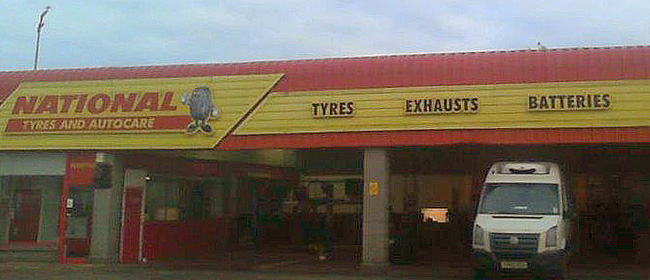 NATIONAL
TYRES AND AUTOCARE
TYRES EXHAUSTS BATTERIES